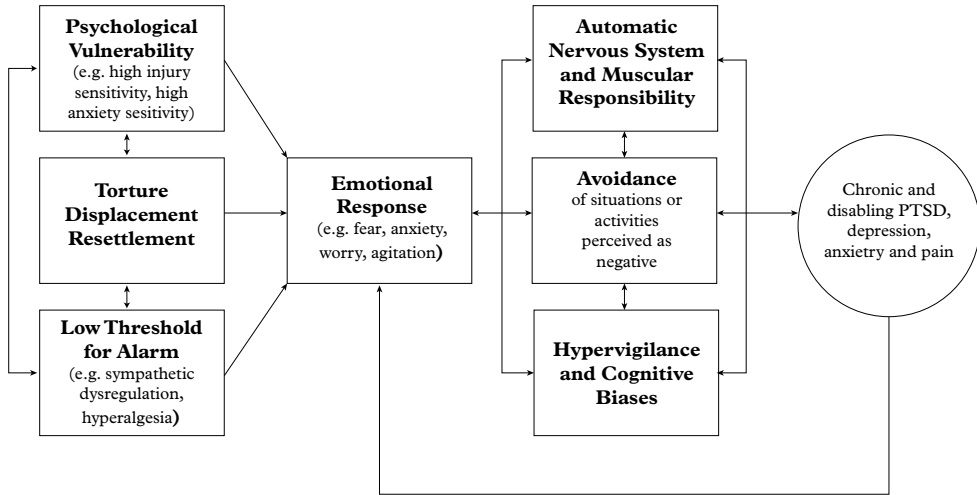 Psychological
Vulnerability
(e.g. high injury
sensitivity, high
anxiety sesitivity)
Torture
Displacement
Resettlement
Low Threshold
for Alarm
(e.g. sympathetic
dysregulation,
hyperalgesia)
Emotional
Response
(e.g. fear, anxiety,
worry, agitation)
Automatic
Nervous System
and Muscular
Responsibility
Avoidance
of situations or
activities
perceived as
negative
Hypervigilance
and Cognitive
Biases
Chronic and
disabling PTSD,
depression,
anxietry and pain